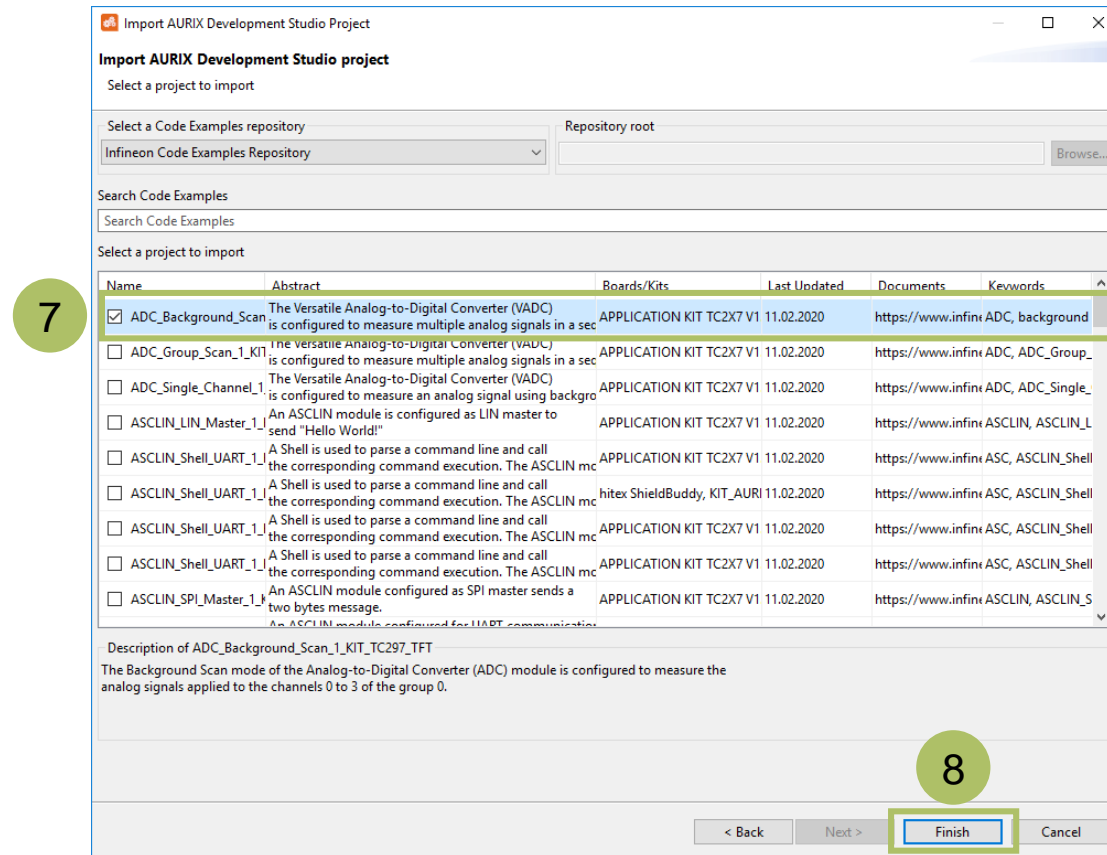 Import AURIX Development Studio Project
Import AURIX Development Studio project
Select a project to import
Select a Code Examples repository
Repository root
Infineon Code Examples Repository
Browse...
Search Code Examples
Search Code Examples
Select a project to import
Name Abstract Boards/Kits Last Updated Documents Keywords
7
ADC_Background_Scan The Versatile Analog-to-Digital Converter (VADC) is configured to measure multiple analog signals in a sec APPLICATION KIT TC2X7 V1 11.02.2020 https://www.infine ADC, background
ADC_Group_Scan_1_KIT The Versatile Analog-to-Digital Converter (VADC) is configured to measure multiple analog signals in a sec APPLICATION KIT TC2X7 V1 11.02.2020 https://www.infine ADC, ADC_Group_
ADC_Single_Channel_1_ The Versatile Analog-to-Digital Converter (VADC) is configured to measure an analog signal using backgro APPLICATION KIT TC2X7 V1 11.02.2020 https://www.infine ADC, ADC_Single_
ASCLIN_LIN_Master_1_ An ASCLIN module is configured as LIN master to send "Hello World!" APPLICATION KIT TC2X7 V1 11.02.2020 https://www.infine ASCLIN, ASCLIN_L
ASCLIN_Shell_UART_1_ A Shell is used to parse a command line and call the corresponding command execution. The ASCLIN mo APPLICATION KIT TC2X7 V1 11.02.2020 https://www.infine ASC, ASCLIN_Shell
ASCLIN_Shell_UART_1_ A Shell is used to parse a command line and call the corresponding command execution. The ASCLIN mo hitex ShieldBuddy, KIT_AURI 11.02.2020 https://www.infine ASC, ASCLIN_Shell
ASCLIN_Shell_UART_1_ A Shell is used to parse a command line and call the corresponding command execution. The ASCLIN mo APPLICATION KIT TC2X7 V1 11.02.2020 https://www.infine ASC, ASCLIN_Shell
ASCLIN_Shell_UART_1_ A Shell is used to parse a command line and call the corresponding command execution. The ASCLIN mo APPLICATION KIT TC2X7 V1 11.02.2020 https://www.infine ASC, ASCLIN_Shell
ASCLIN_SPI_Master_1_K An ASCLIN module configured as SPI master sends a two bytes message. APPLICATION KIT TC2X7 V1 11.02.2020 https://www.infine ASCLIN, ASCLIN_S
An ASCLIN module configured for UART communication
Description of ADC_Background_Scan_1_KIT_TC297_TFT
The Background Scan mode of the Analog-to-Digital Converter (ADC) module is configured to measure the
analog signals applied to the channels 0 to 3 of the group 0.
8
< Back Next > Finish Cancel